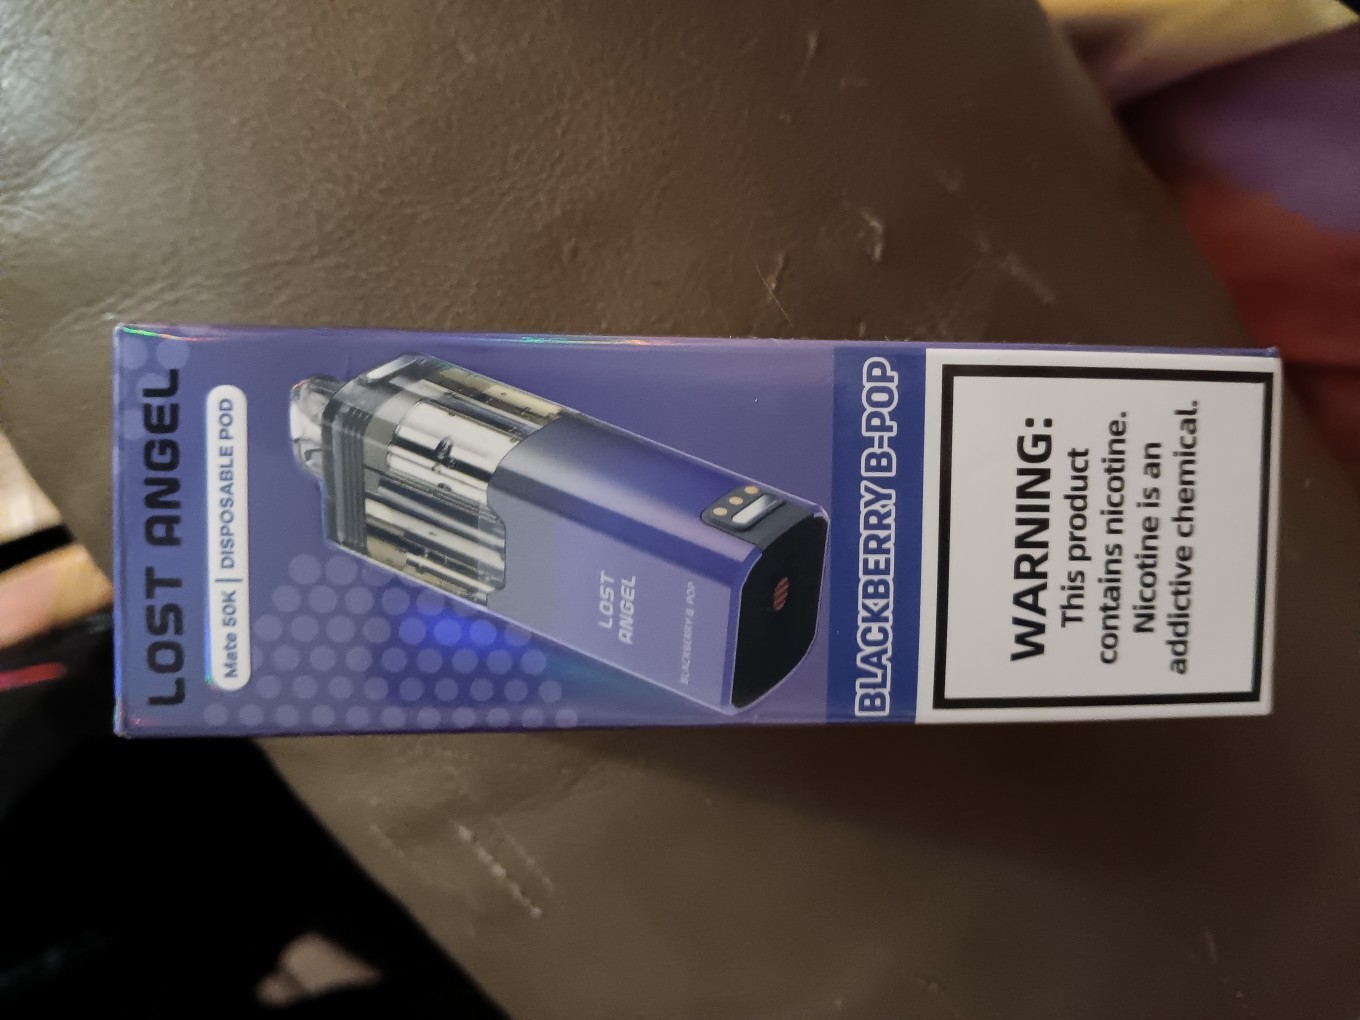 LOST ANGEL
Mate 50K | DISPOSABLE POD
LOST
ANGEL
BLACKBERRY B. POP
BLACKBERRY B-POP
WARNING:
This product
contains nicotine.
Nicotine is an
addictive chemical.